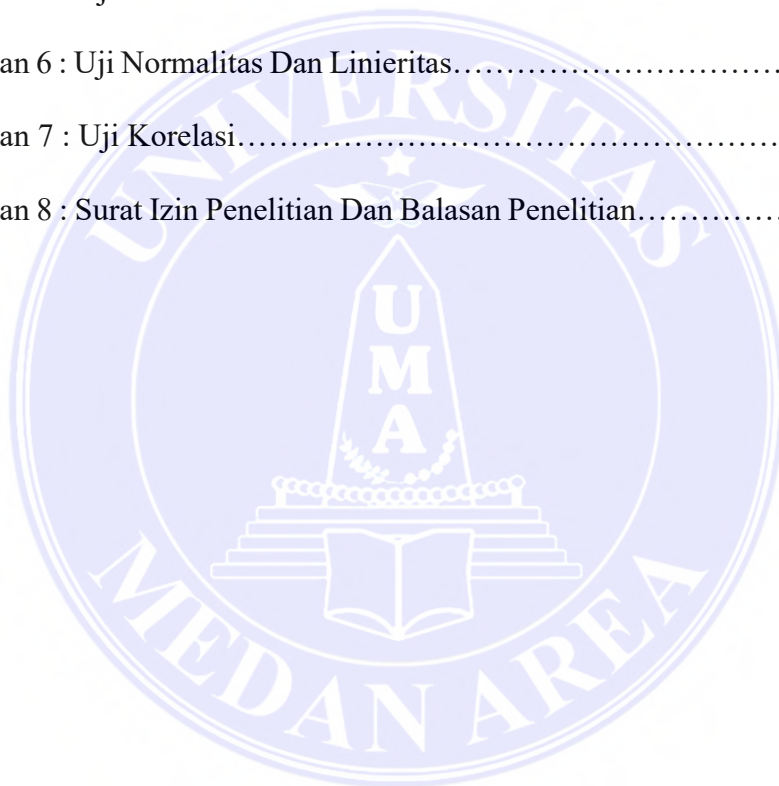 an 6 : Uji Normalitas Dan Linieritas……………………………
an 7 : Uji Korelasi…………………………………………………
an 8 : Surat Izin Penelitian Dan Balasan Penelitian……………
UNIVERSITAS
U
M
A
MEDAN AREA